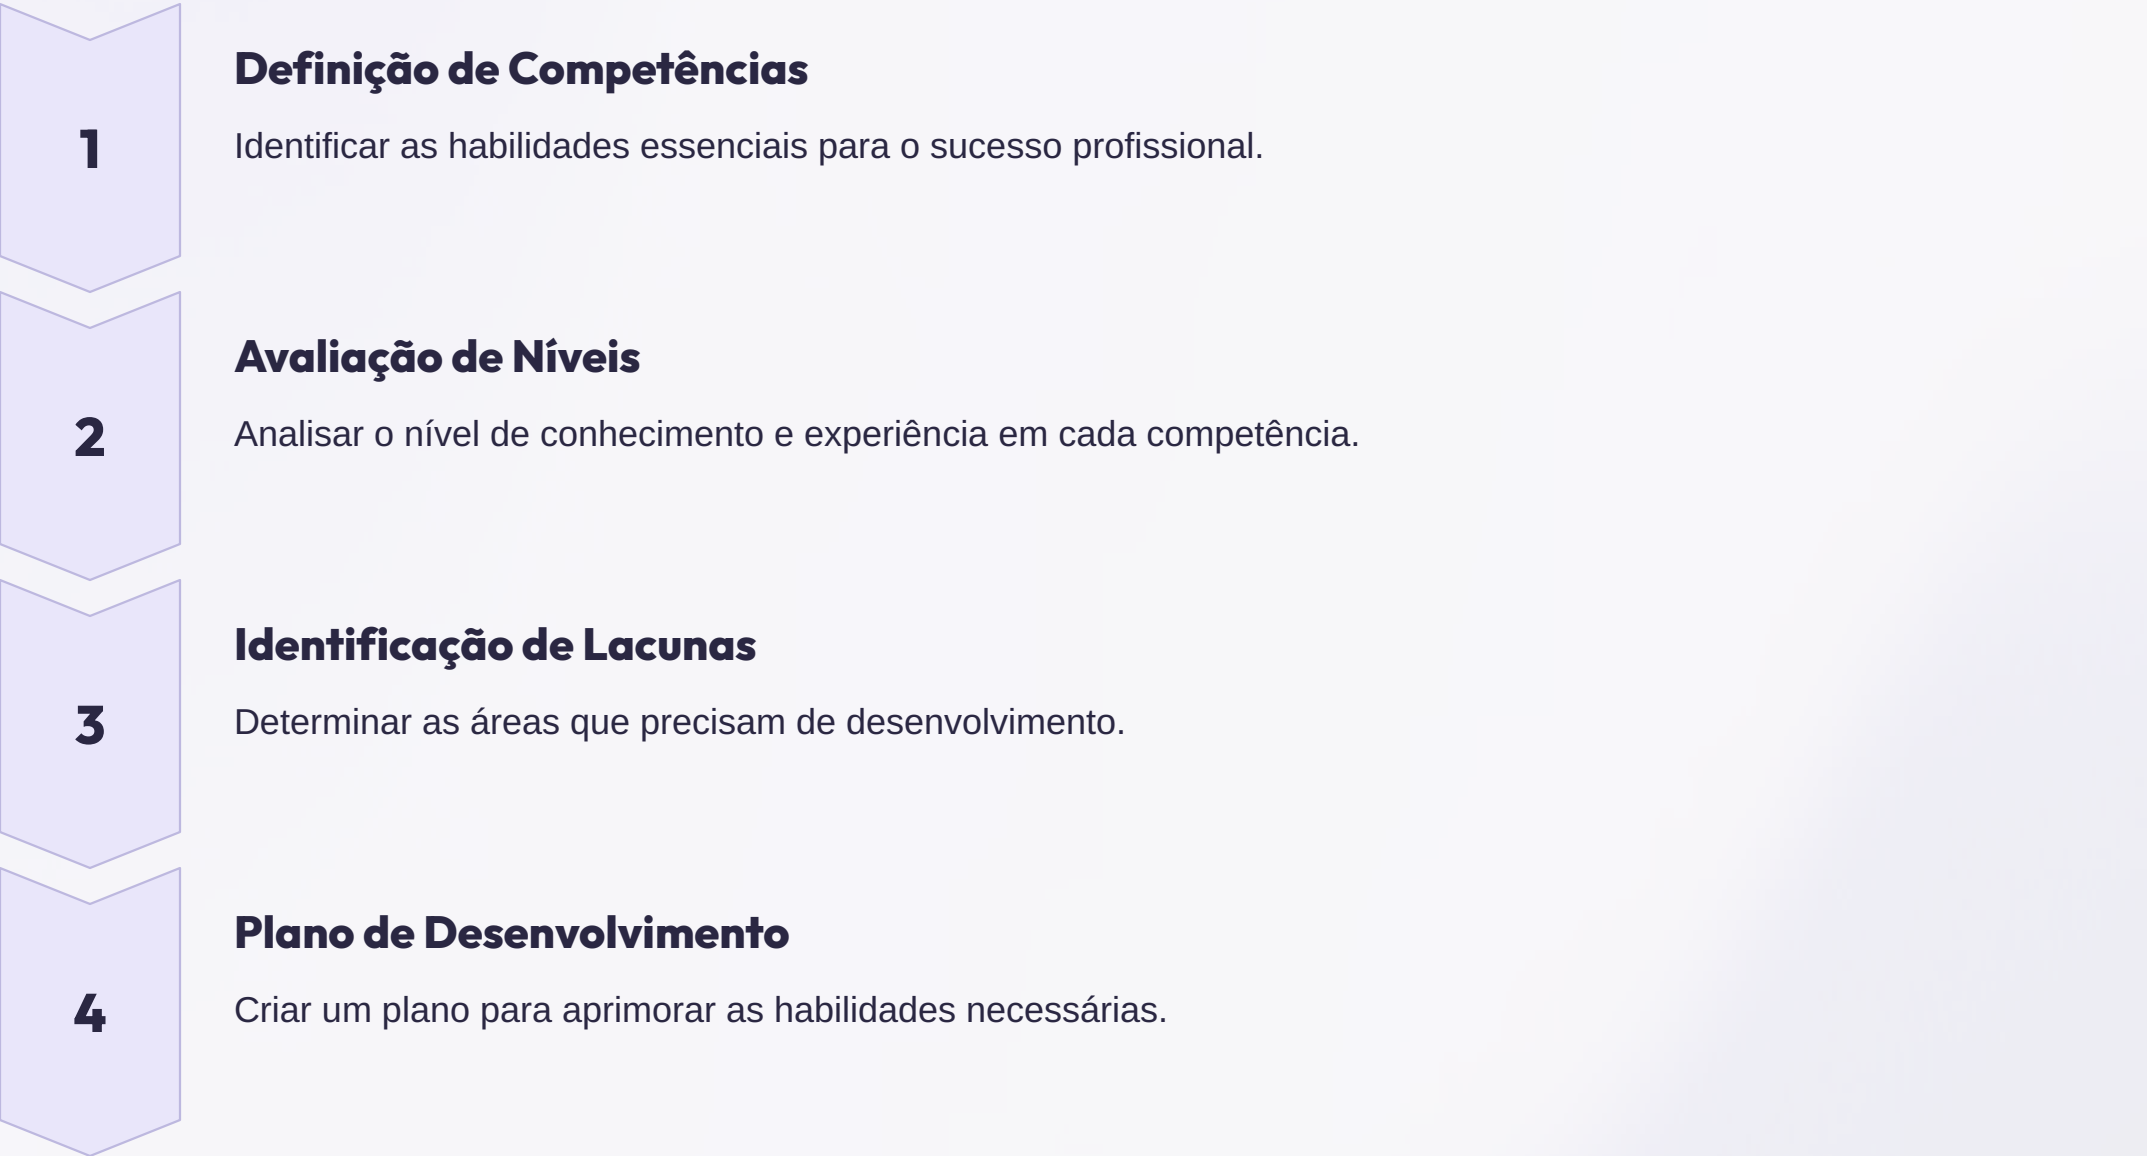 Definição de Competências
1
Identificar as habilidades essenciais para o sucesso profissional.
Avaliação de Níveis
2
Analisar o nível de conhecimento e experiência em cada competência.
Identificação de Lacunas
3
Determinar as áreas que precisam de desenvolvimento.
Plano de Desenvolvimento
4
Criar um plano para aprimorar as habilidades necessárias.